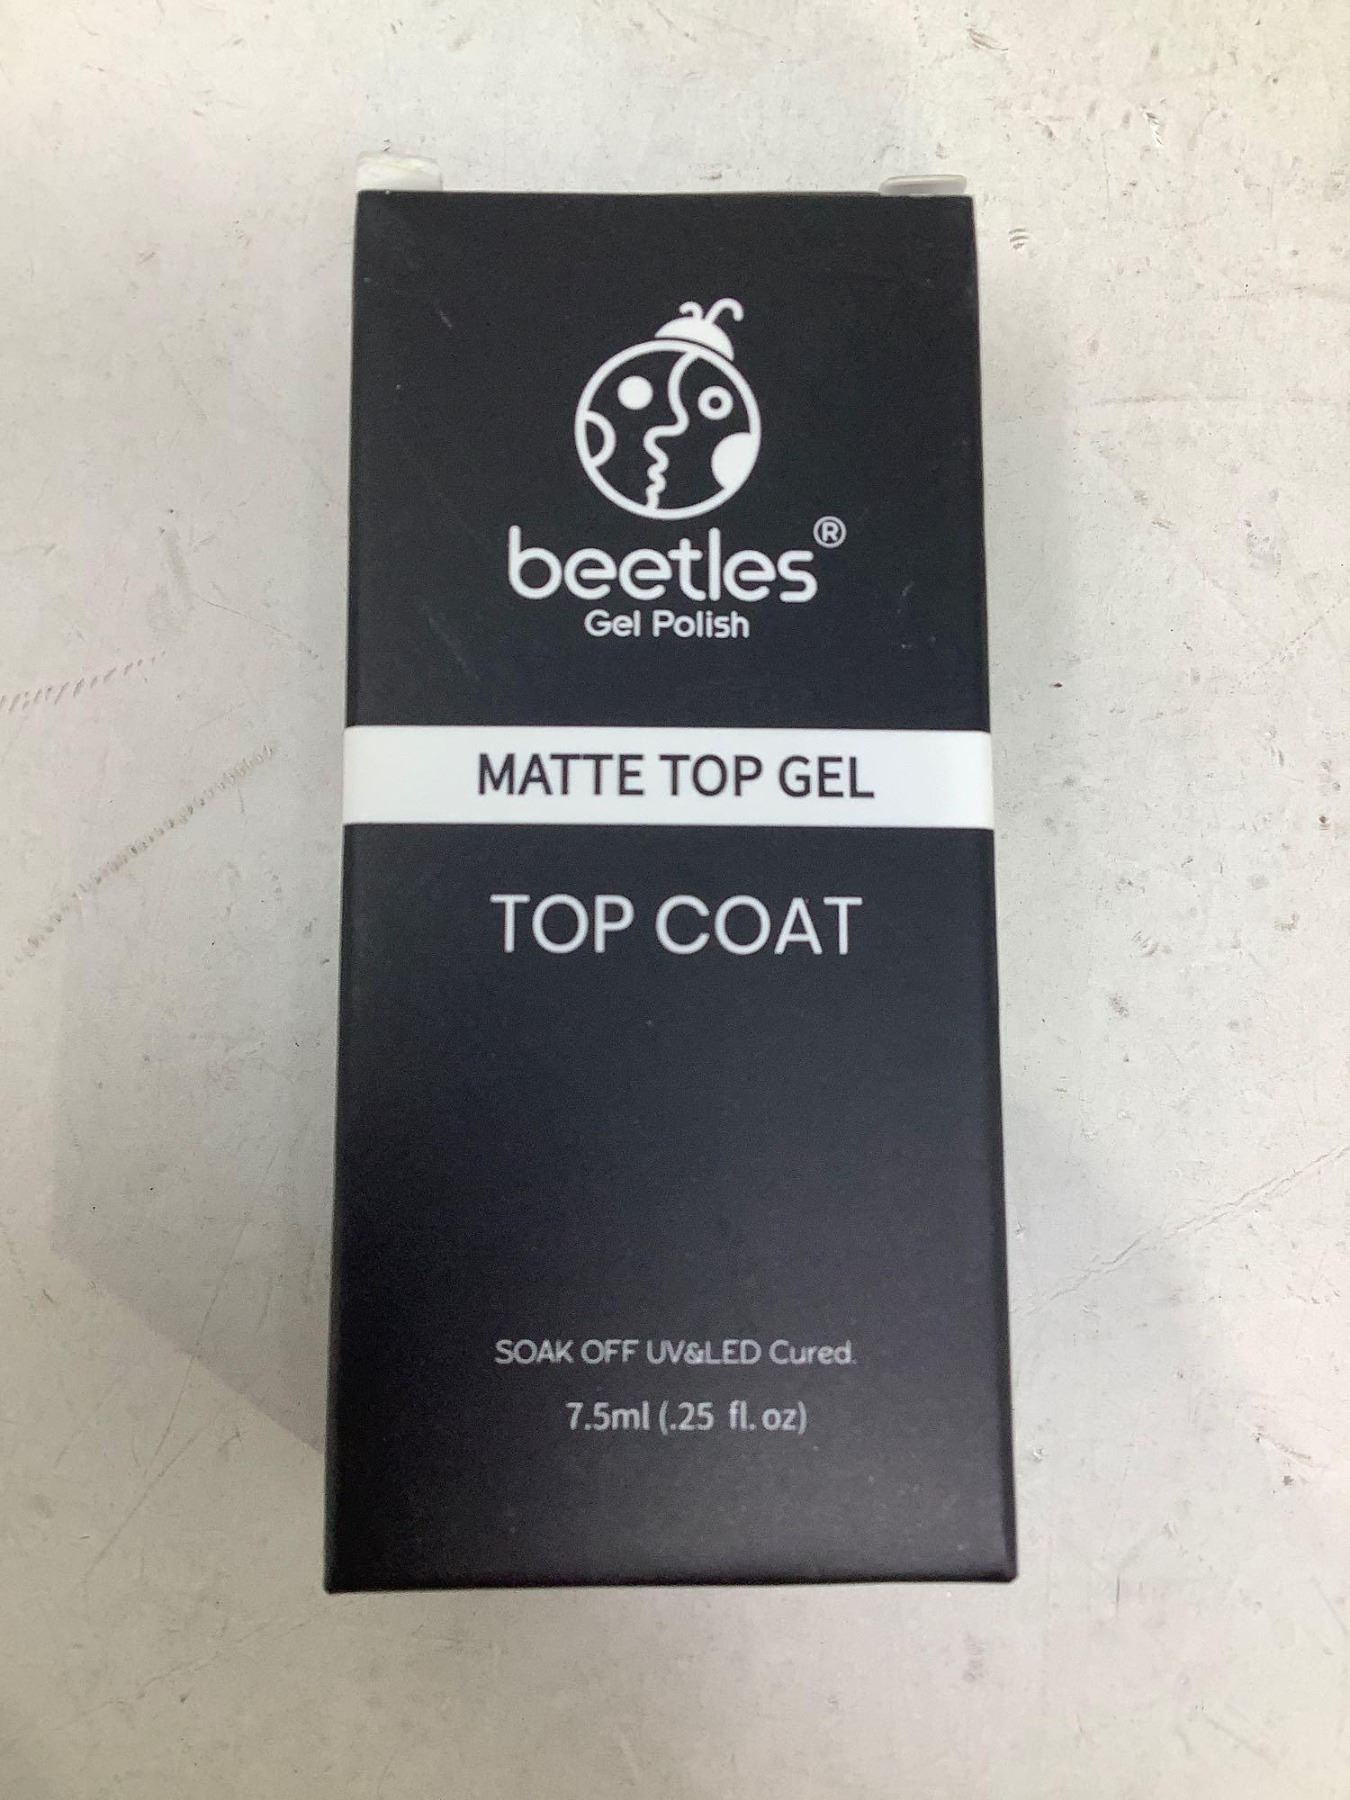 beetles®
Gel Polish
MATTE TOP GEL
TOP COAT
SOAK OFF UV&LED Cured.
7.5ml (.25 fl. oz)